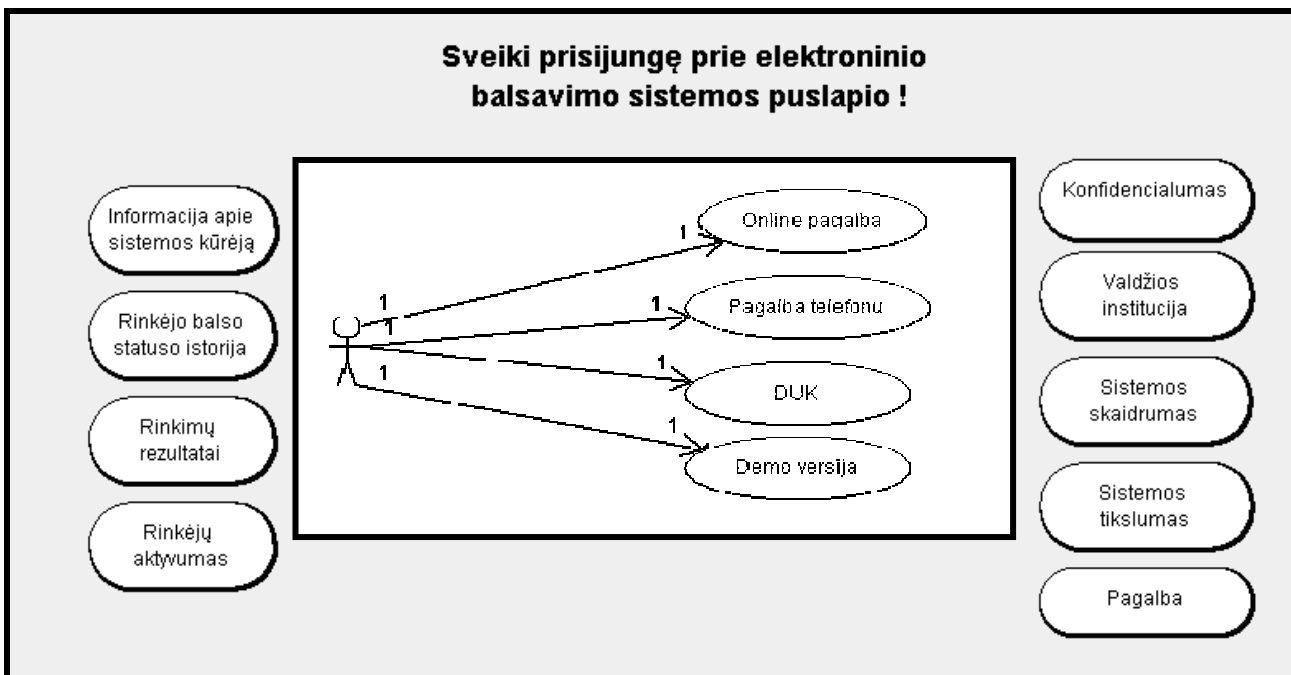 Sveiki prisijungę prie elektroninio
balsavimo sistemos puslapio !
Informacija apie
sistemos kūrėją
Rinkėjo balso
statuso istorija
Rinkimų
rezultatai
Rinkėjų
aktyvumas
1
1
1
1
1
1
1
Online pagalba
Pagalba telefonu
DUK
Demo versija
Konfidencialumas
Valdžios
institucija
Sistemos
skaidrumas
Sistemos
tikslumas
Pagalba